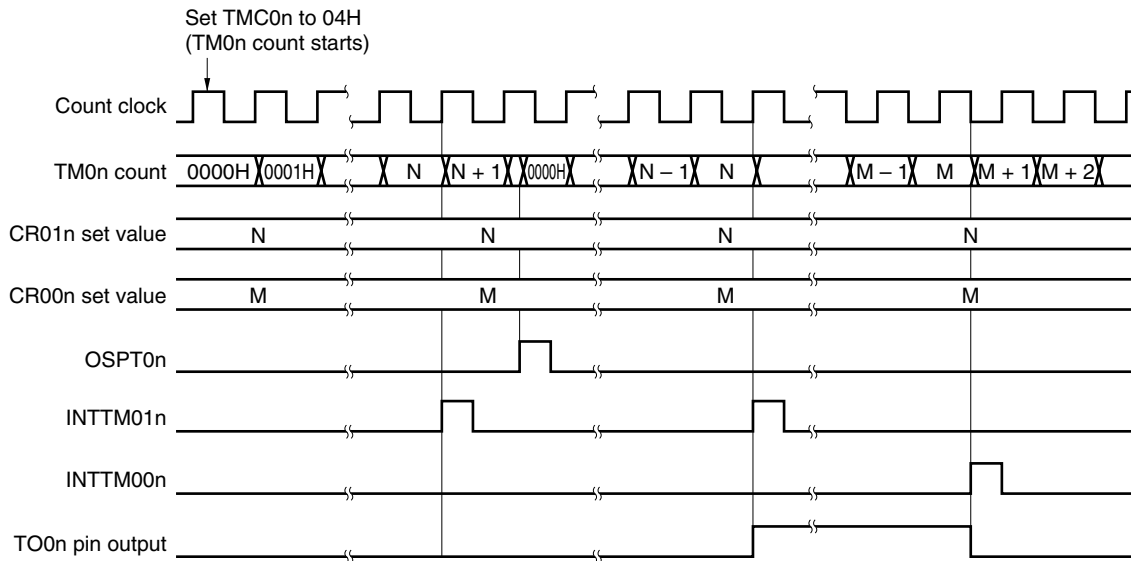 Set TMC0n to 04H
(TM0n count starts)
Count clock
TM0n count 0000H 0001H N N + 1 0000H N – 1 N M – 1 M M + 1 M + 2
CR01n set value N N N N
CR00n set value M M M M
OSPT0n
INTTM01n
INTTM00n
TO0n pin output